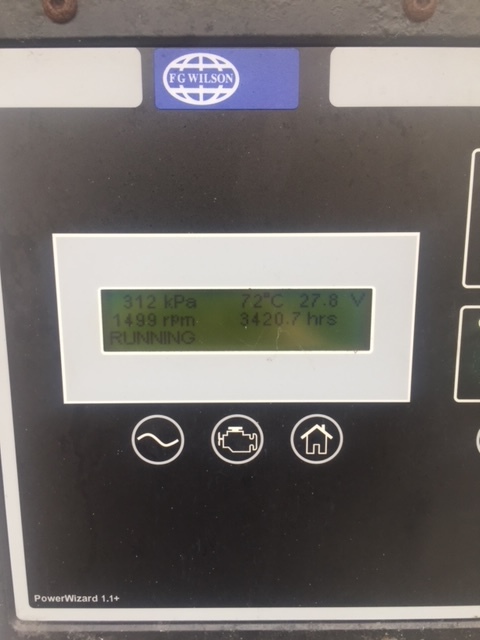 FG WILSON
312 kPa 72°C 27.8 V
1499 rpm 3420.7 hrs
RUNNING
PowerWizard 1.1+